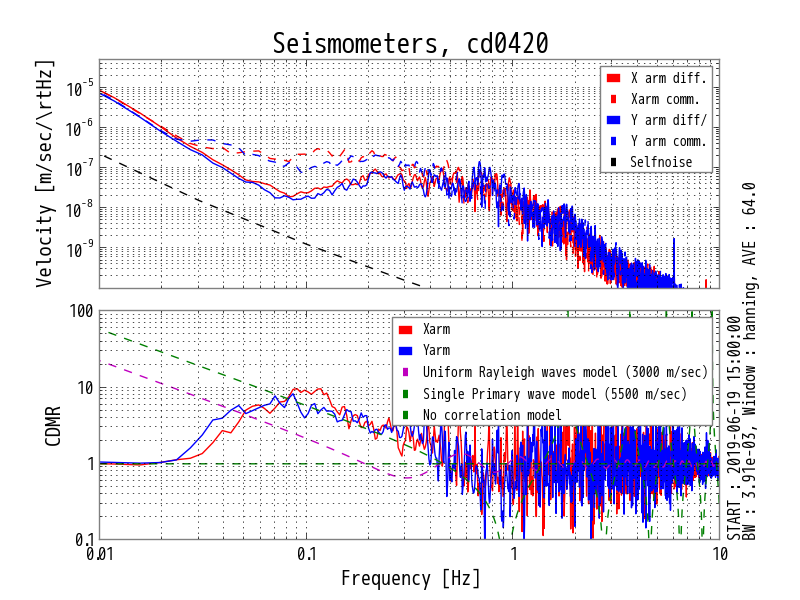 Seismometers, cd0420
Velocity [m/sec/\rtHz]
10-5
10-6
10-7
10-8
10-9
X arm diff.
Xarm comm.
Y arm diff/
Y arm comm.
Selfnoise
CDMR
100
10
1
0.1
Xarm
Yarm
Uniform Rayleigh waves model (3000 m/sec)
Single Primary wave model (5500 m/sec)
No correlation model
0.01
0.1
1
10
Frequency [Hz]
START : 2019-06-19 15:00:00
BW : 3.91e-03, Window : hanning, AVE : 64.0